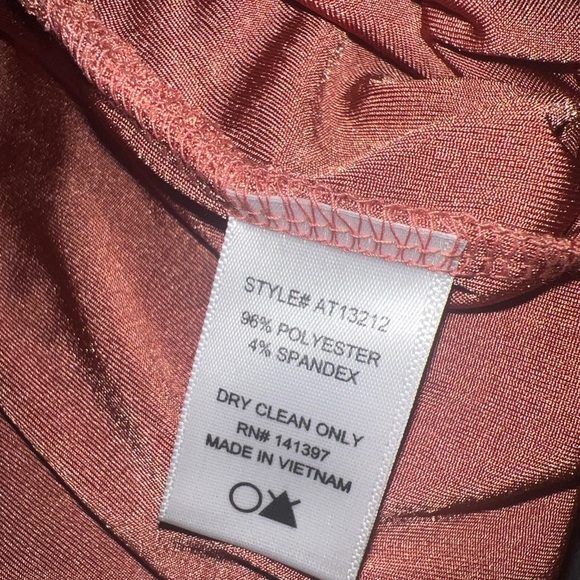 STYLE# AT13212
96% POLYESTER
4% SPANDEX
DRY CLEAN ONLY
RN# 141397
MADE IN VIETNAM